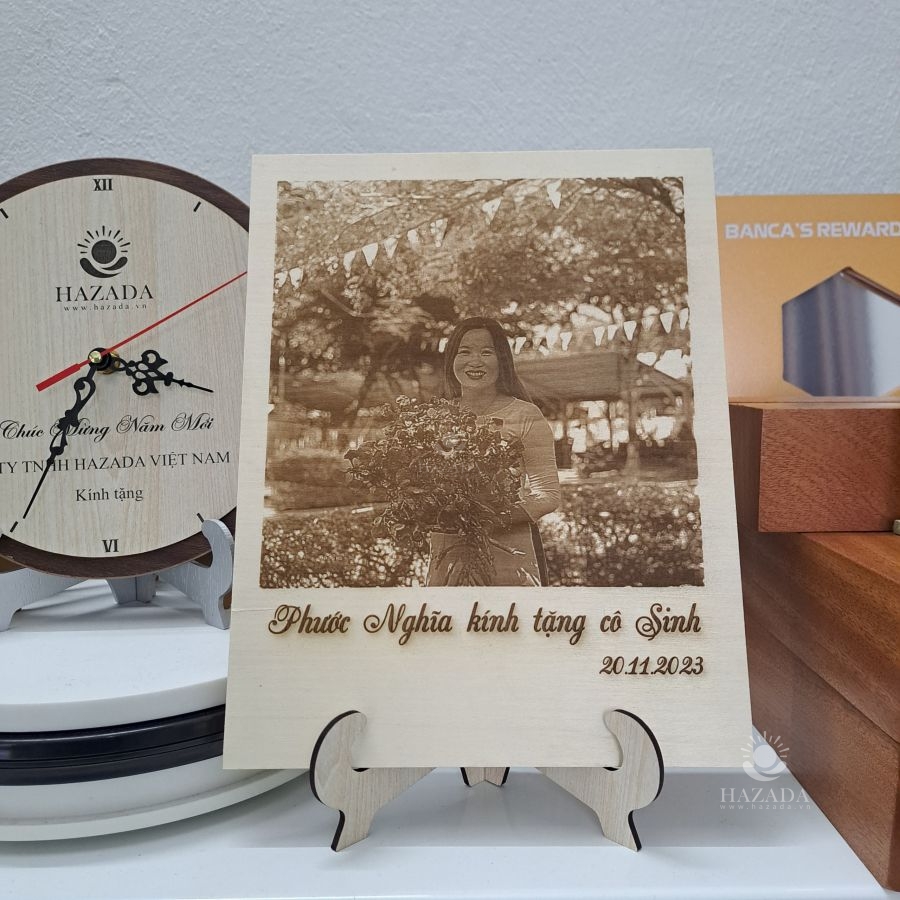 XII
HAZADA
www.hazada.vn
Chúc Mừng Năm Mới
TY TNHH HAZADA VIỆT NAM
Kính tặng
VI
Phước Nghĩa kính tặng cô Sinh
20.11.2023
BANCA'S REWARD
HAZADA
www.hazada.vn